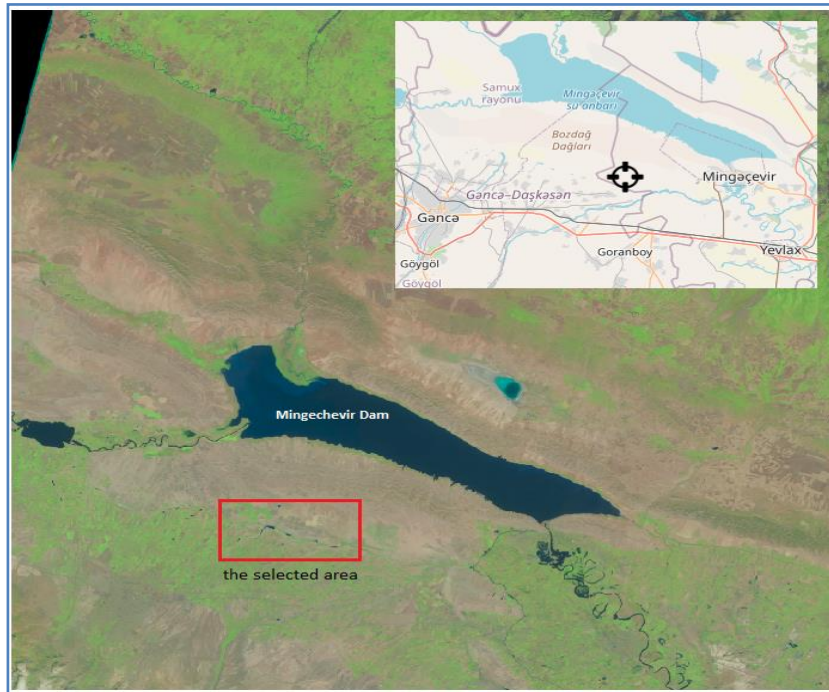 Samux
rayonu
Mingəçevir
su anbarı
Bozdağ
Dağları
Mingəçevir
Gəncə–Daşkəsən
Gəncə
Goranboy
Yevlax
Göygöl
Göygöl
Mingechevir Dam
the selected area